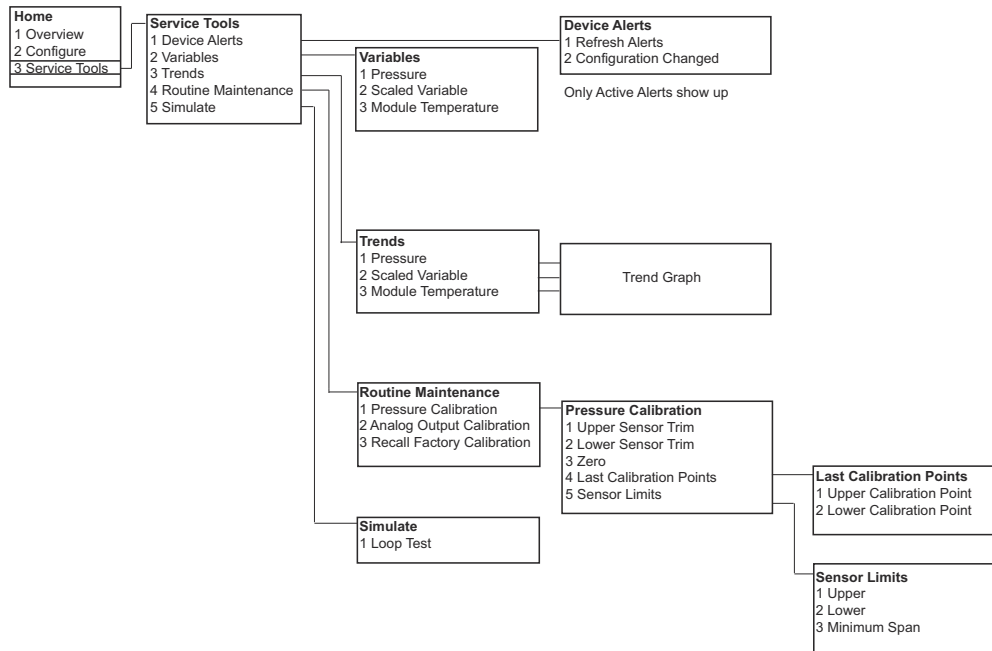 Home
1 Overview
2 Configure
3 Service Tools
Service Tools
1 Device Alerts
2 Variables
3 Trends
4 Routine Maintenance
5 Simulate
Device Alerts
1 Refresh Alerts
2 Configuration Changed
Only Active Alerts show up
Variables
1 Pressure
2 Scaled Variable
3 Module Temperature
Trends
1 Pressure
2 Scaled Variable
3 Module Temperature
Trend Graph
Routine Maintenance
1 Pressure Calibration
2 Analog Output Calibration
3 Recall Factory Calibration
Pressure Calibration
1 Upper Sensor Trim
2 Lower Sensor Trim
3 Zero
4 Last Calibration Points
5 Sensor Limits
Last Calibration Points
1 Upper Calibration Point
2 Lower Calibration Point
Simulate
1 Loop Test
Sensor Limits
1 Upper
2 Lower
3 Minimum Span